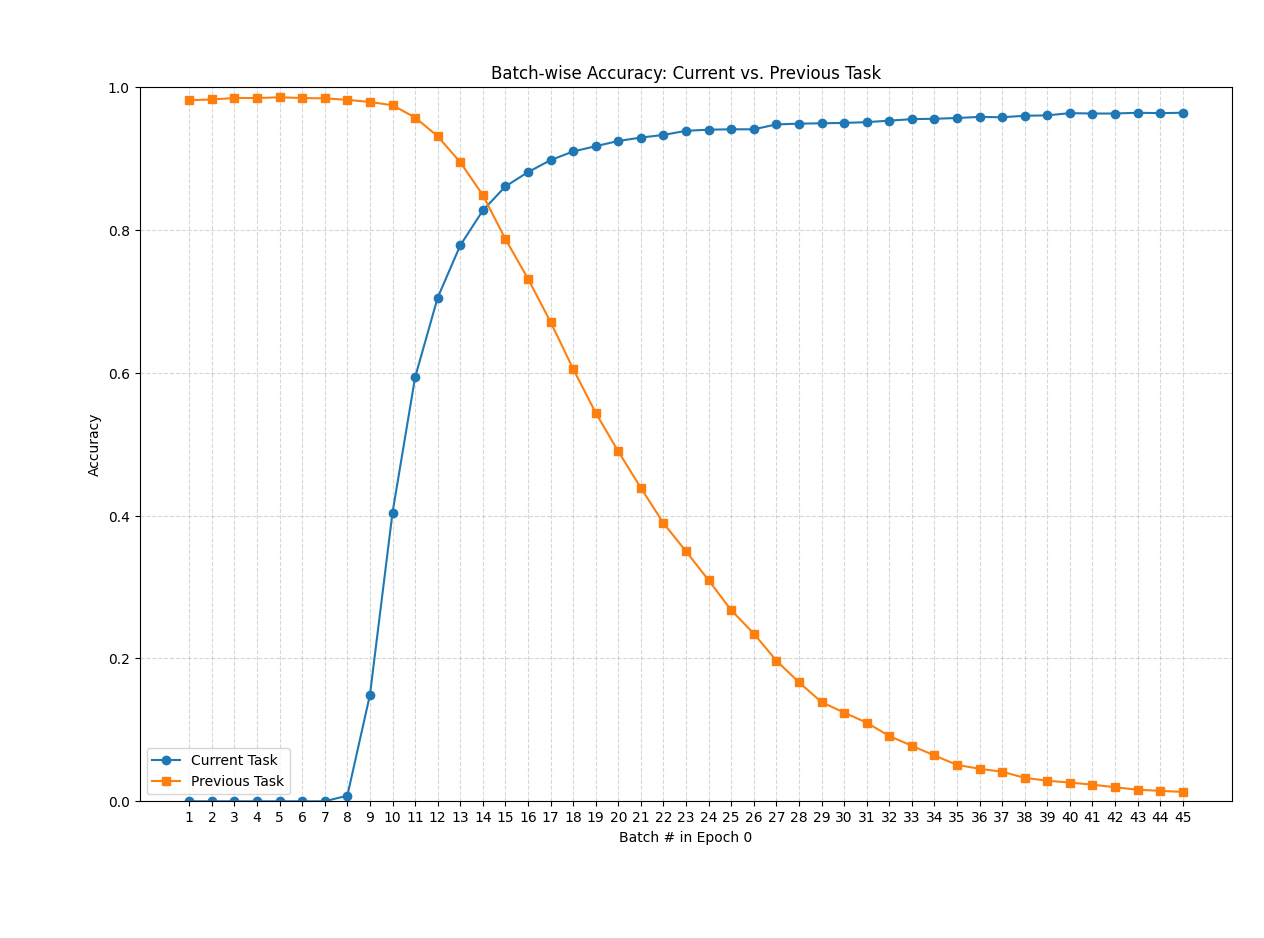 Batch-wise Accuracy: Current vs. Previous Task
1.0
0.8
0.6
0.4
0.2
0.0
Accuracy
Current Task
Previous Task
1 2 3 4 5 6 7 8 9 10 11 12 13 14 15 16 17 18 19 20 21 22 23 24 25 26 27 28 29 30 31 32 33 34 35 36 37 38 39 40 41 42 43 44 45
Batch # in Epoch 0